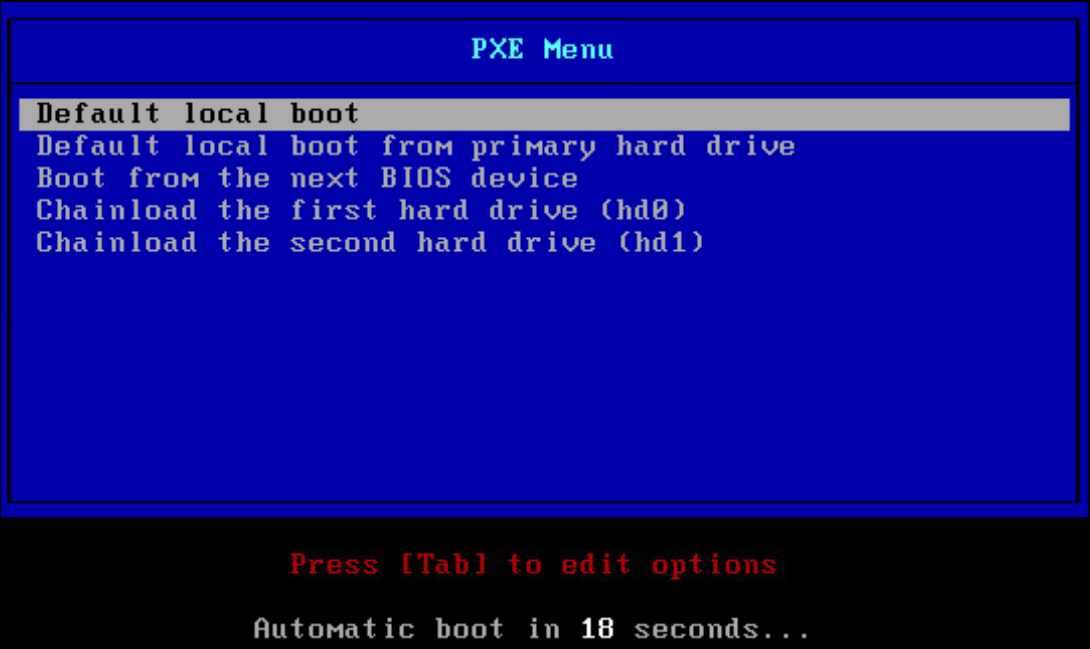 PXE Menu
Default local boot
Default local boot from primary hard drive
Boot from the next BIOS device
Chainload the first hard drive (hd0)
Chainload the second hard drive (hd1)
Press [Tab] to edit options
Automatic boot in 18 seconds...